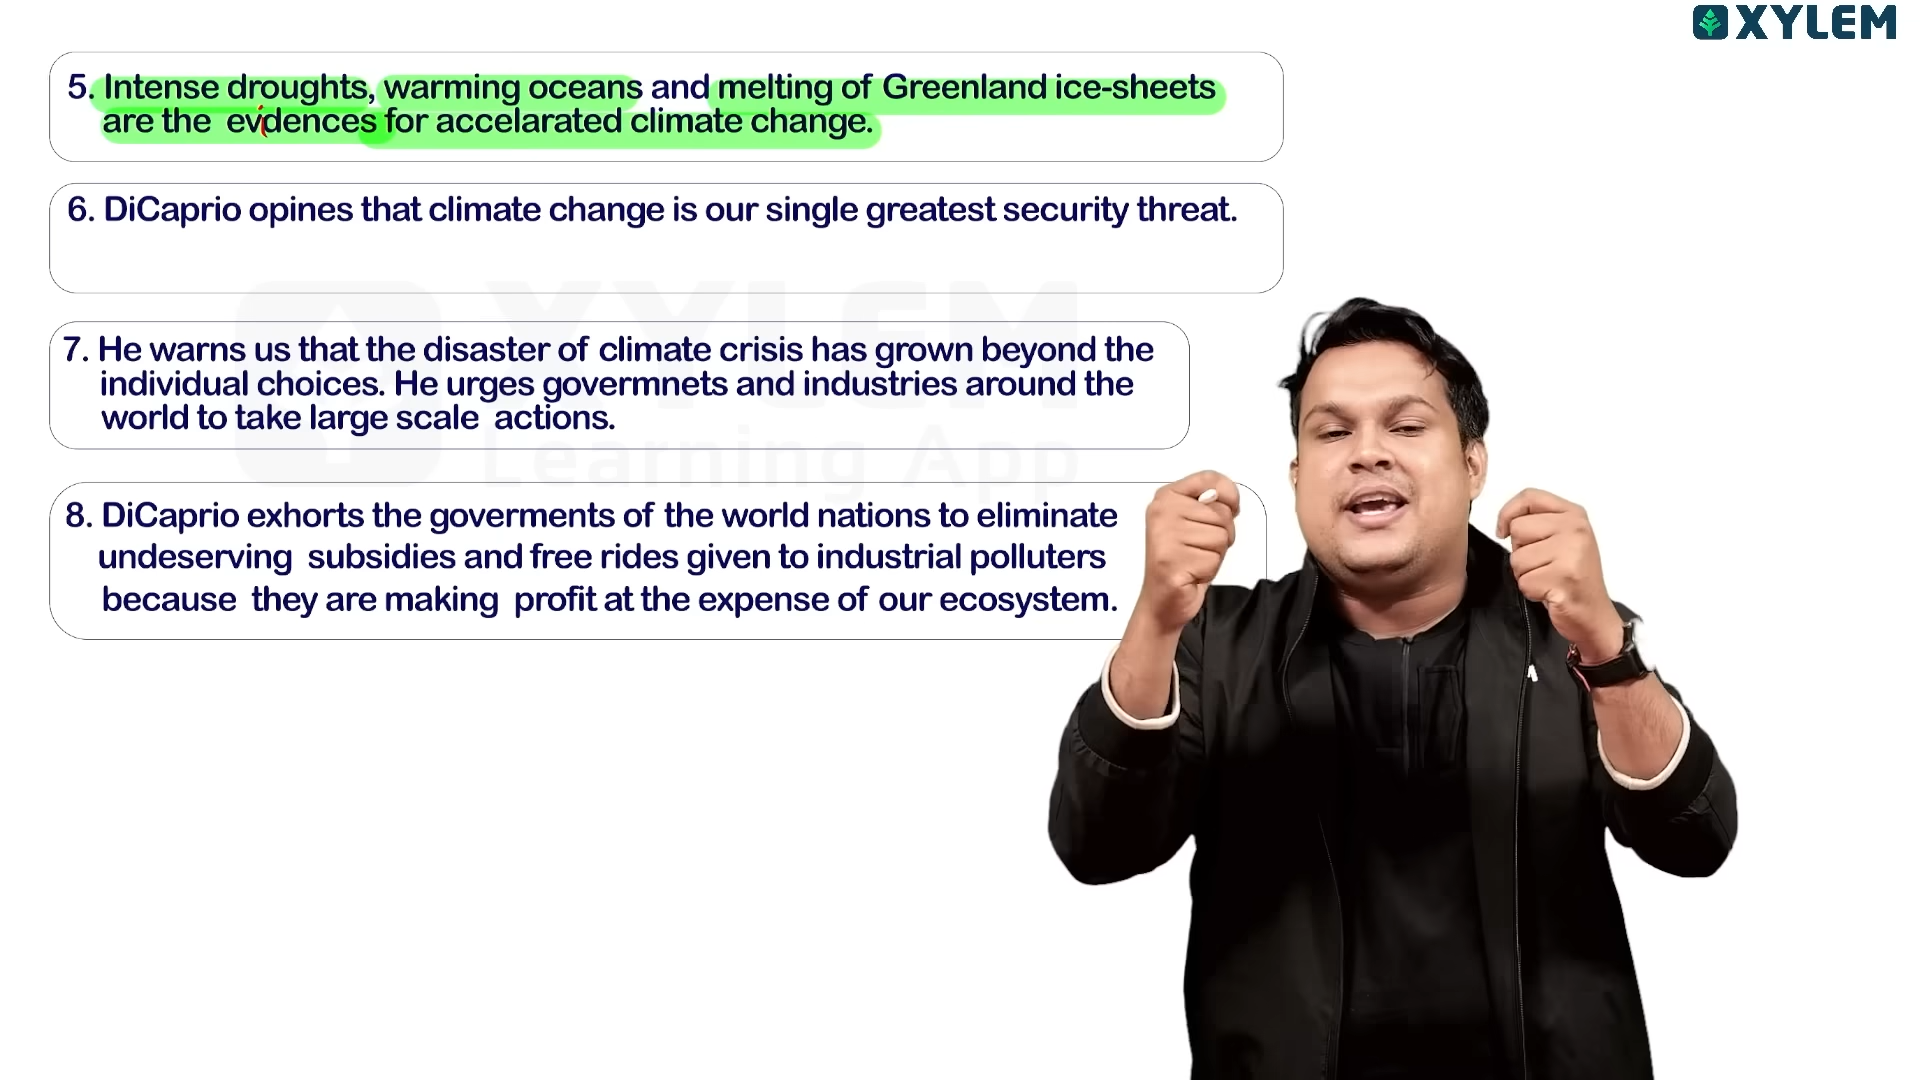 XYLEM
5. Intense droughts, warming oceans and melting of Greenland ice-sheets
are the evidences for accelarated climate change.
6. DiCaprio opines that climate change is our single greatest security threat.
7. He warns us that the disaster of climate crisis has grown beyond the
individual choices. He urges govermnets and industries around the
world to take large scale actions.
XYLEM
Learning App
8. DiCaprio exhorts the goverments of the world nations to eliminate
undeserving subsidies and free rides given to industrial polluters
because they are making profit at the expense of our ecosystem.